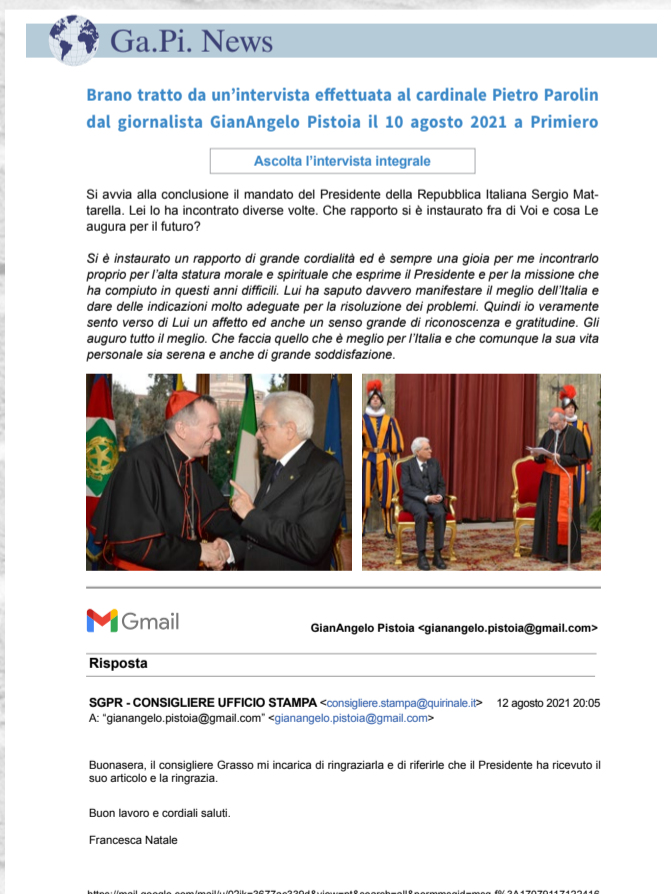 Ga.Pi. News
Brano tratto da un'intervista effettuata al cardinale Pietro Parolin
dal giornalista GianAngelo Pistoia il 10 agosto 2021 a Primiero
Ascolta l'intervista integrale
Si avvia alla conclusione il mandato del Presidente della Repubblica Italiana Sergio Mat-
tarella. Lei lo ha incontrato diverse volte. Che rapporto si è instaurato fra di Voi e cosa Le
augura per il futuro?
Si è instaurato un rapporto di grande cordialità ed è sempre una gioia per me incontrarlo
proprio per l'alta statura morale e spirituale che esprime il Presidente e per la missione che
ha compiuto in questi anni difficili. Lui ha saputo davvero manifestare il meglio dell'Italia e
dare delle indicazioni molto adeguate per la risoluzione dei problemi. Quindi io veramente
sento verso di Lui un affetto ed anche un senso grande di riconoscenza e gratitudine. Gli
auguro tutto il meglio. Che faccia quello che è meglio per l'Italia e che comunque la sua vita
personale sia serena e anche di grande soddisfazione.
Gmail
GianAngelo Pistoia <gianangelo.pistoia@gmail.com>
Risposta
SGPR - CONSIGLIERE UFFICIO STAMPA <consigliere.stampa@quirinale.it> 12 agosto 2021 20:05
A: "gianangelo.pistoia@gmail.com" <gianangelo.pistoia@gmail.com>
Buonasera, il consigliere Grasso mi incarica di ringraziarla e di riferirle che il Presidente ha ricevuto il
suo articolo e la ringrazia.
Buon lavoro e cordiali saluti.
Francesca Natale